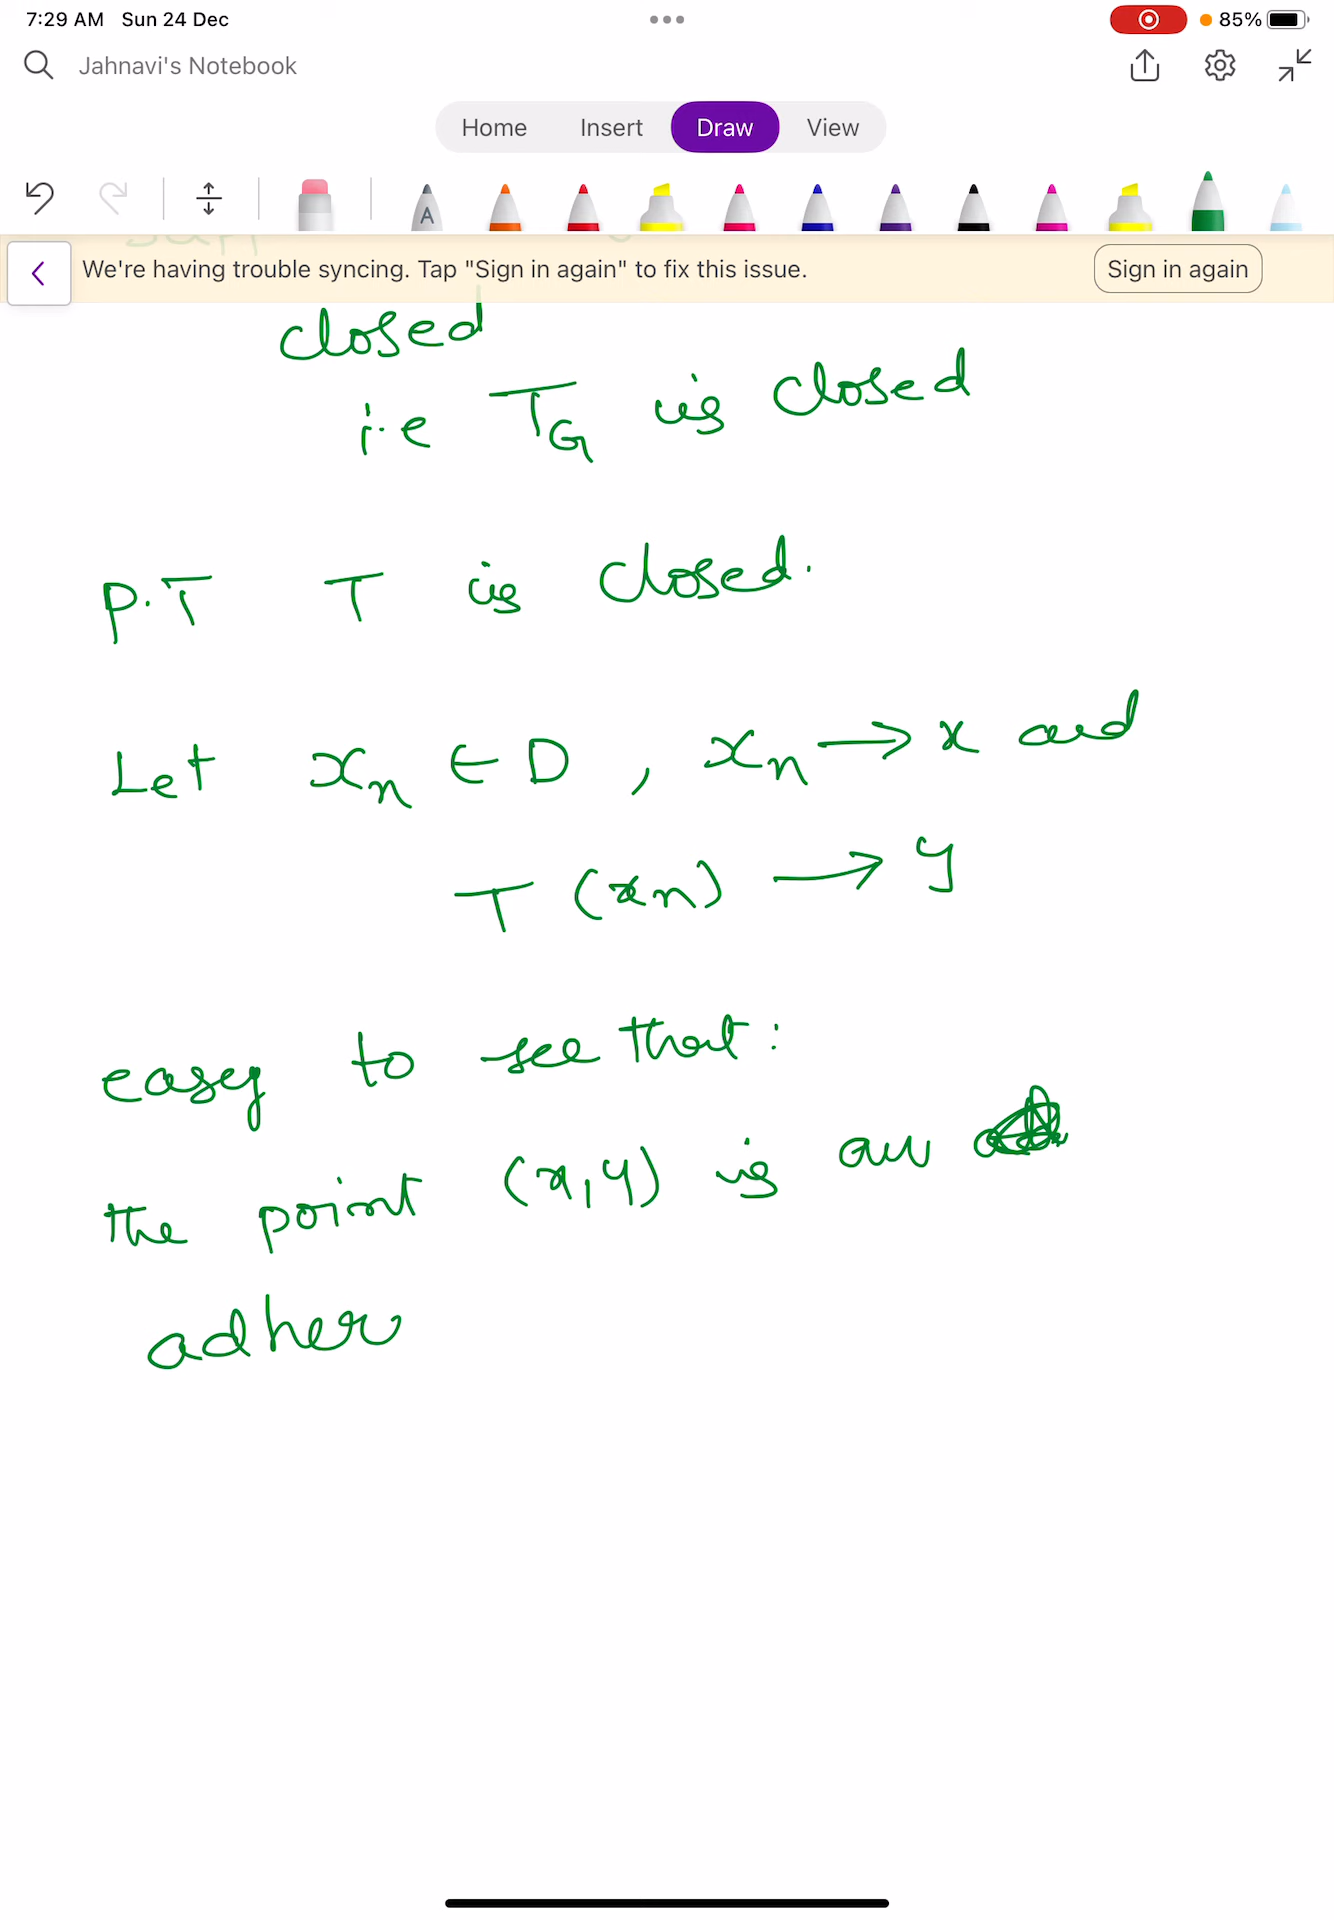 7:29 AM Sun 24 Dec
85%
Jahnavi's Notebook
Home Insert Draw View
A
We're having trouble syncing. Tap "Sign in again" to fix this issue.
Sign in again
closed
i.e T_G is closed
P.T T is closed.
Let x_n ∈ D , x_n → x and
T (x_n) → y
easy to see that :
the point (x, y) is an
adher